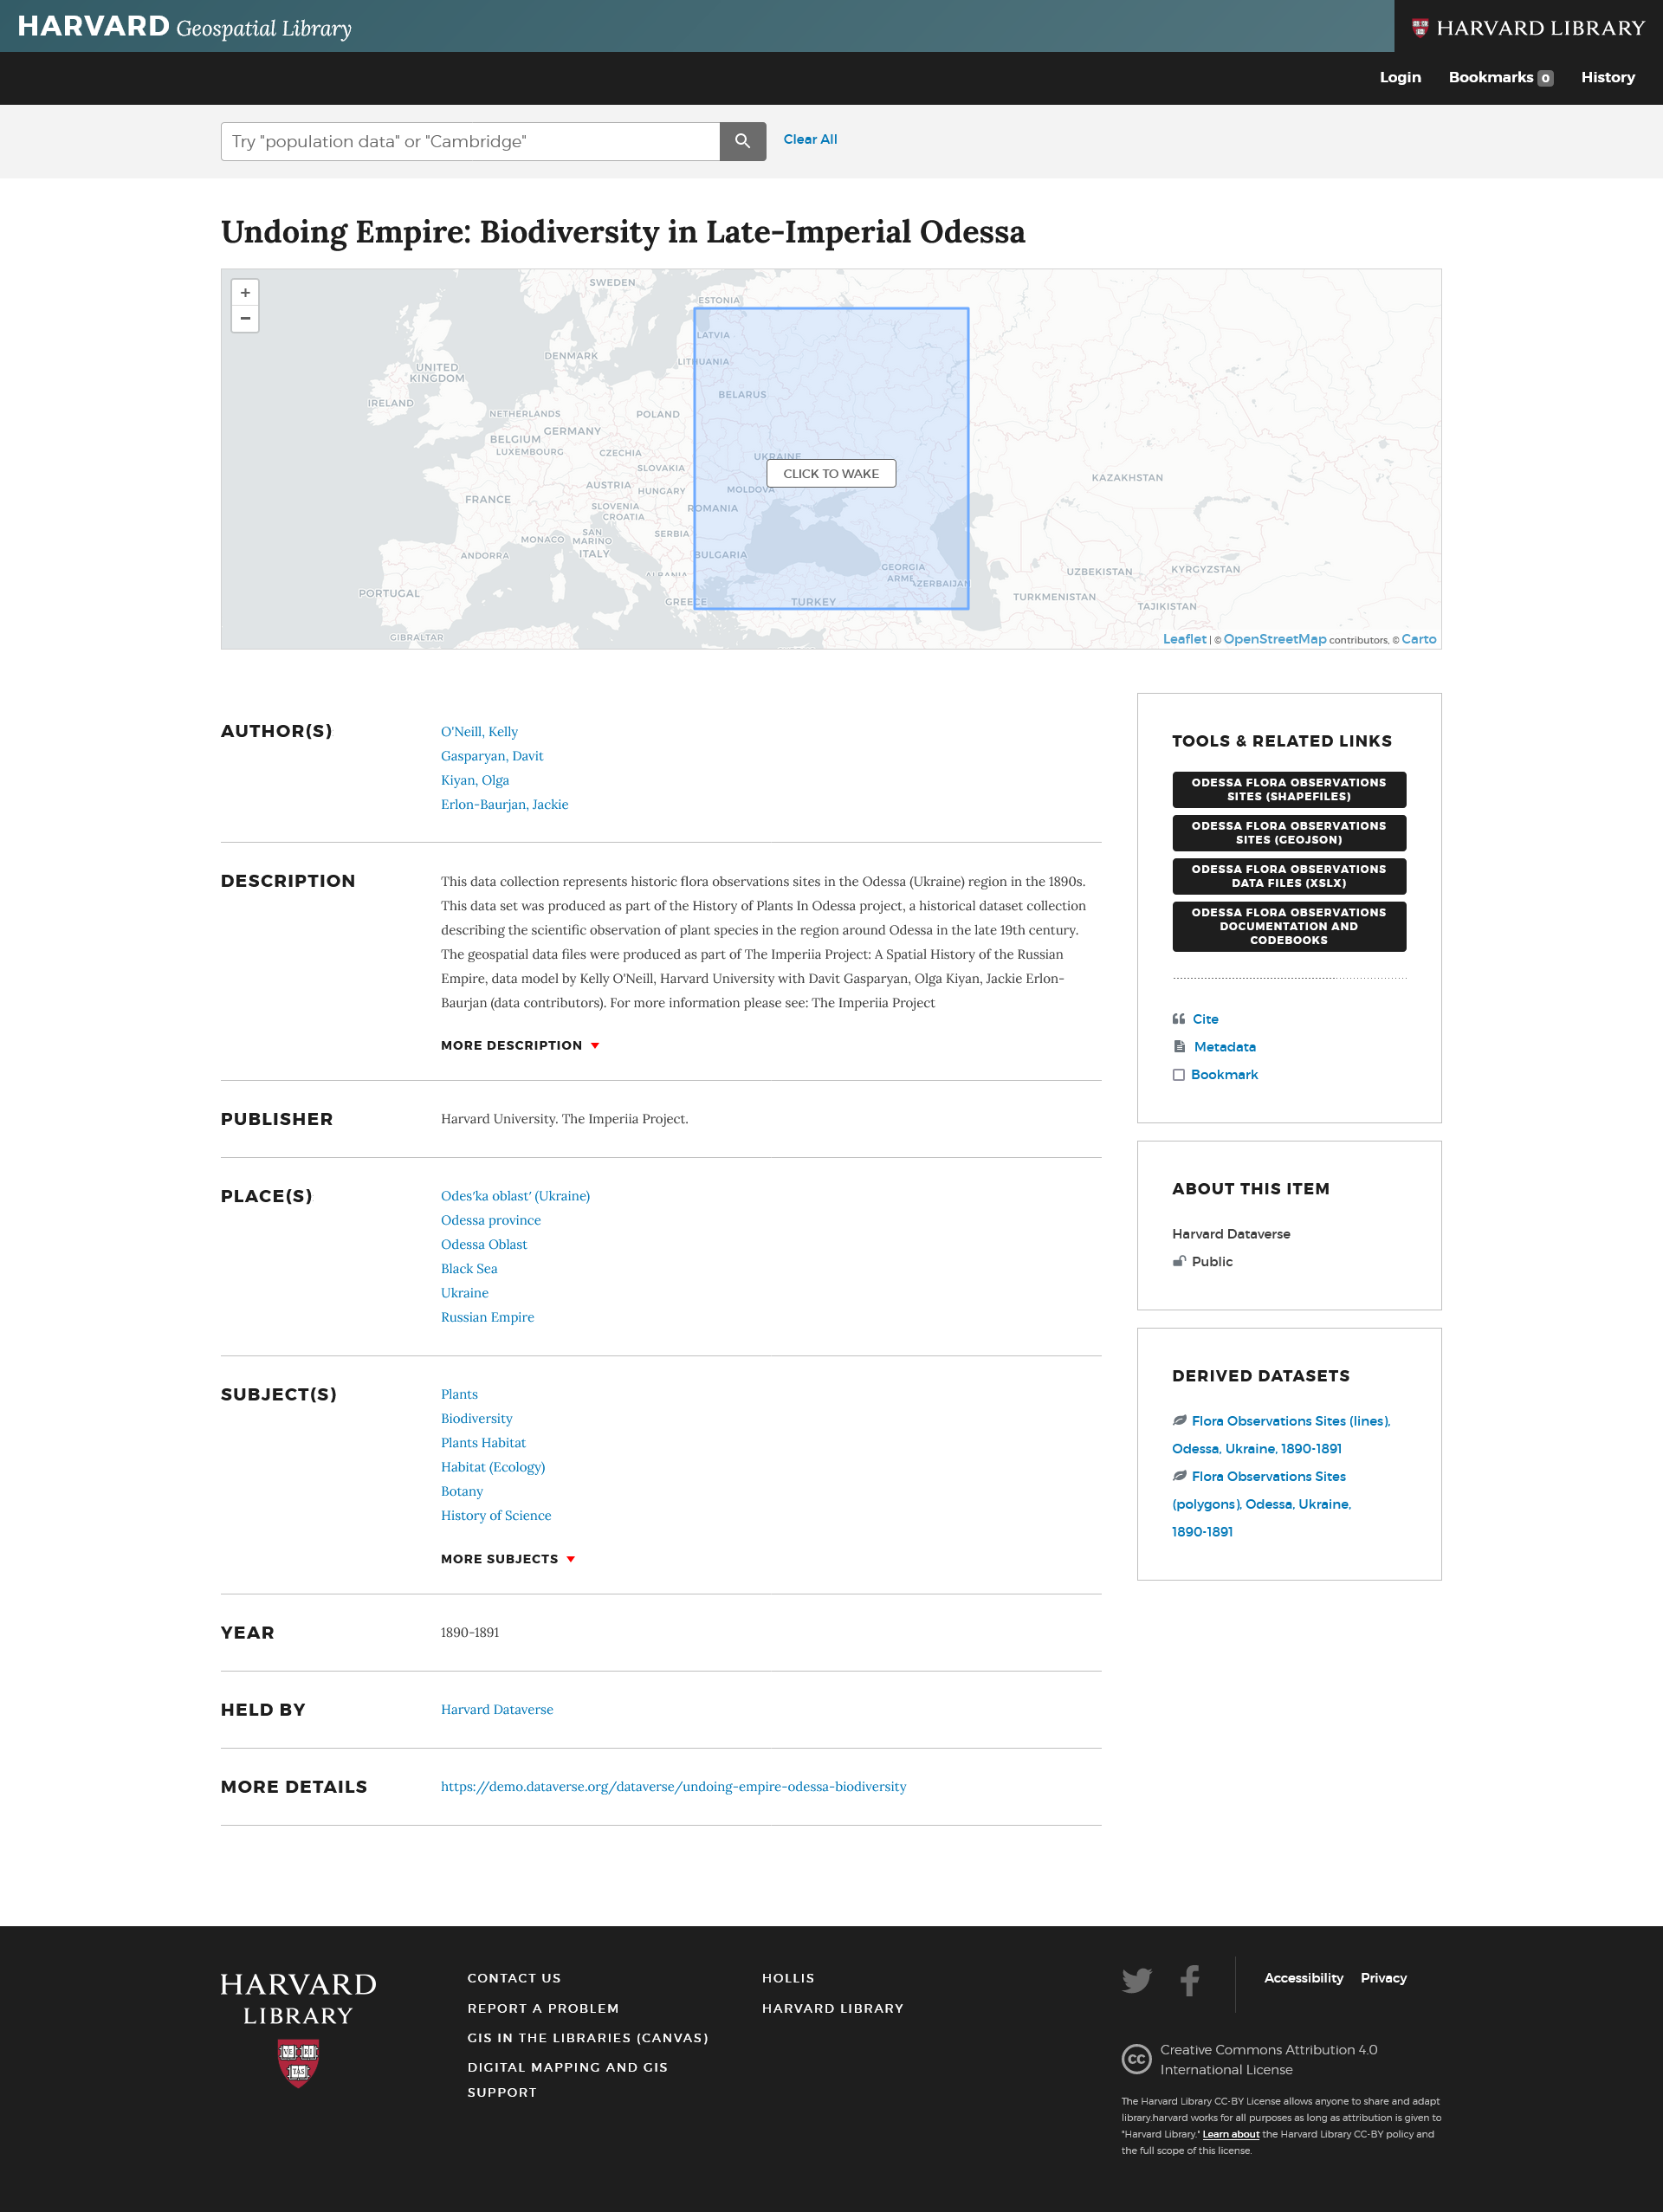 HARVARD Geospatial Library
HARVARD LIBRARY
Login Bookmarks 0 History
Try "population data" or "Cambridge"
Clear All
Undoing Empire: Biodiversity in Late-Imperial Odessa
+
−
SWEDEN
ESTONIA
LATVIA
DENMARK
LITHUANIA
UNITED
KINGDOM
BELARUS
IRELAND
NETHERLANDS
POLAND
GERMANY
BELGIUM
LUXEMBOURG
CZECHIA
UKRAINE
SLOVAKIA
CLICK TO WAKE
KAZAKHSTAN
AUSTRIA
HUNGARY
MOLDOVA
FRANCE
SLOVENIA
ROMANIA
CROATIA
SAN
MARINO
SERBIA
MONACO
ITALY
ANDORRA
BULGARIA
GEORGIA
UZBEKISTAN
KYRGYZSTAN
ALBANIA
ARME
AZERBAIJAN
PORTUGAL
GREECE
TURKEY
TURKMENISTAN
TAJIKISTAN
GIBRALTAR
Leaflet | © OpenStreetMap contributors, © Carto
AUTHOR(S)
O'Neill, Kelly
Gasparyan, Davit
Kiyan, Olga
Erlon-Baurjan, Jackie
DESCRIPTION
This data collection represents historic flora observations sites in the Odessa (Ukraine) region in the 1890s.
This data set was produced as part of the History of Plants In Odessa project, a historical dataset collection
describing the scientific observation of plant species in the region around Odessa in the late 19th century.
The geospatial data files were produced as part of The Imperiia Project: A Spatial History of the Russian
Empire, data model by Kelly O'Neill, Harvard University with Davit Gasparyan, Olga Kiyan, Jackie Erlon-
Baurjan (data contributors). For more information please see: The Imperiia Project
MORE DESCRIPTION
PUBLISHER
Harvard University. The Imperiia Project.
PLACE(S)
Odesʹka oblastʹ (Ukraine)
Odessa province
Odessa Oblast
Black Sea
Ukraine
Russian Empire
SUBJECT(S)
Plants
Biodiversity
Plants Habitat
Habitat (Ecology)
Botany
History of Science
MORE SUBJECTS
YEAR
1890-1891
HELD BY
Harvard Dataverse
MORE DETAILS
https://demo.dataverse.org/dataverse/undoing-empire-odessa-biodiversity
TOOLS & RELATED LINKS
ODESSA FLORA OBSERVATIONS
SITES (SHAPEFILES)
ODESSA FLORA OBSERVATIONS
SITES (GEOJSON)
ODESSA FLORA OBSERVATIONS
DATA FILES (XSLX)
ODESSA FLORA OBSERVATIONS
DOCUMENTATION AND
CODEBOOKS
Cite
Metadata
Bookmark
ABOUT THIS ITEM
Harvard Dataverse
Public
DERIVED DATASETS
Flora Observations Sites (lines),
Odessa, Ukraine, 1890-1891
Flora Observations Sites
(polygons), Odessa, Ukraine,
1890-1891
HARVARD
LIBRARY
VE RI
TAS
CONTACT US
REPORT A PROBLEM
GIS IN THE LIBRARIES (CANVAS)
DIGITAL MAPPING AND GIS
SUPPORT
HOLLIS
HARVARD LIBRARY
Accessibility Privacy
cc
Creative Commons Attribution 4.0
International License
The Harvard Library CC-BY License allows anyone to share and adapt
library.harvard works for all purposes as long as attribution is given to
"Harvard Library." Learn about the Harvard Library CC-BY policy and
the full scope of this license.